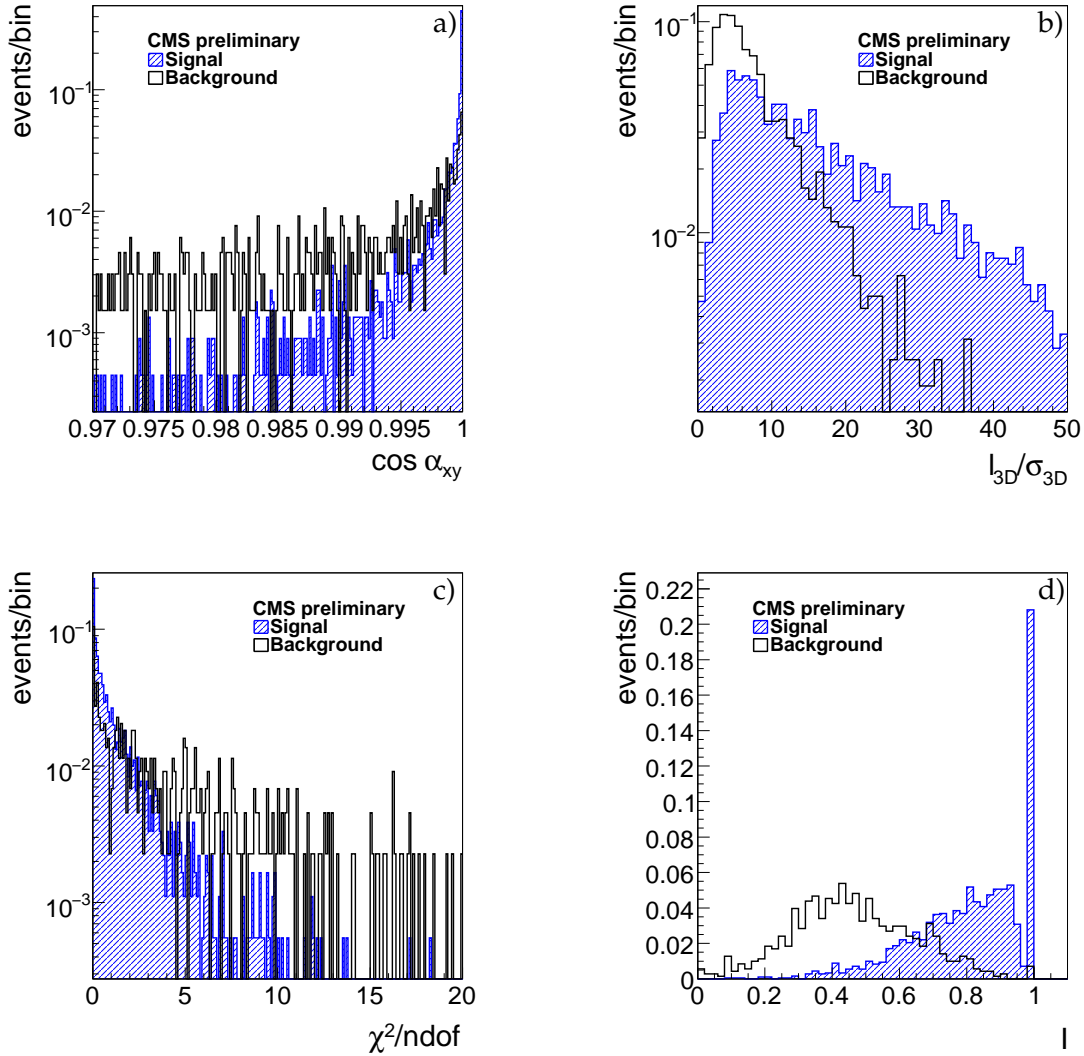 a)
CMS preliminary
Signal
Background
events/bin
10⁻¹
10⁻²
10⁻³
0.97 0.975 0.98 0.985 0.99 0.995 1
cos α_xy
b)
CMS preliminary
Signal
Background
events/bin
10⁻¹
10⁻²
0 10 20 30 40 50
l_3D/σ_3D
c)
CMS preliminary
Signal
Background
events/bin
10⁻¹
10⁻²
10⁻³
0 5 10 15 20
χ²/ndof
d)
CMS preliminary
Signal
Background
events/bin
0.22
0.2
0.18
0.16
0.14
0.12
0.1
0.08
0.06
0.04
0.02
0
0 0.2 0.4 0.6 0.8 1
I